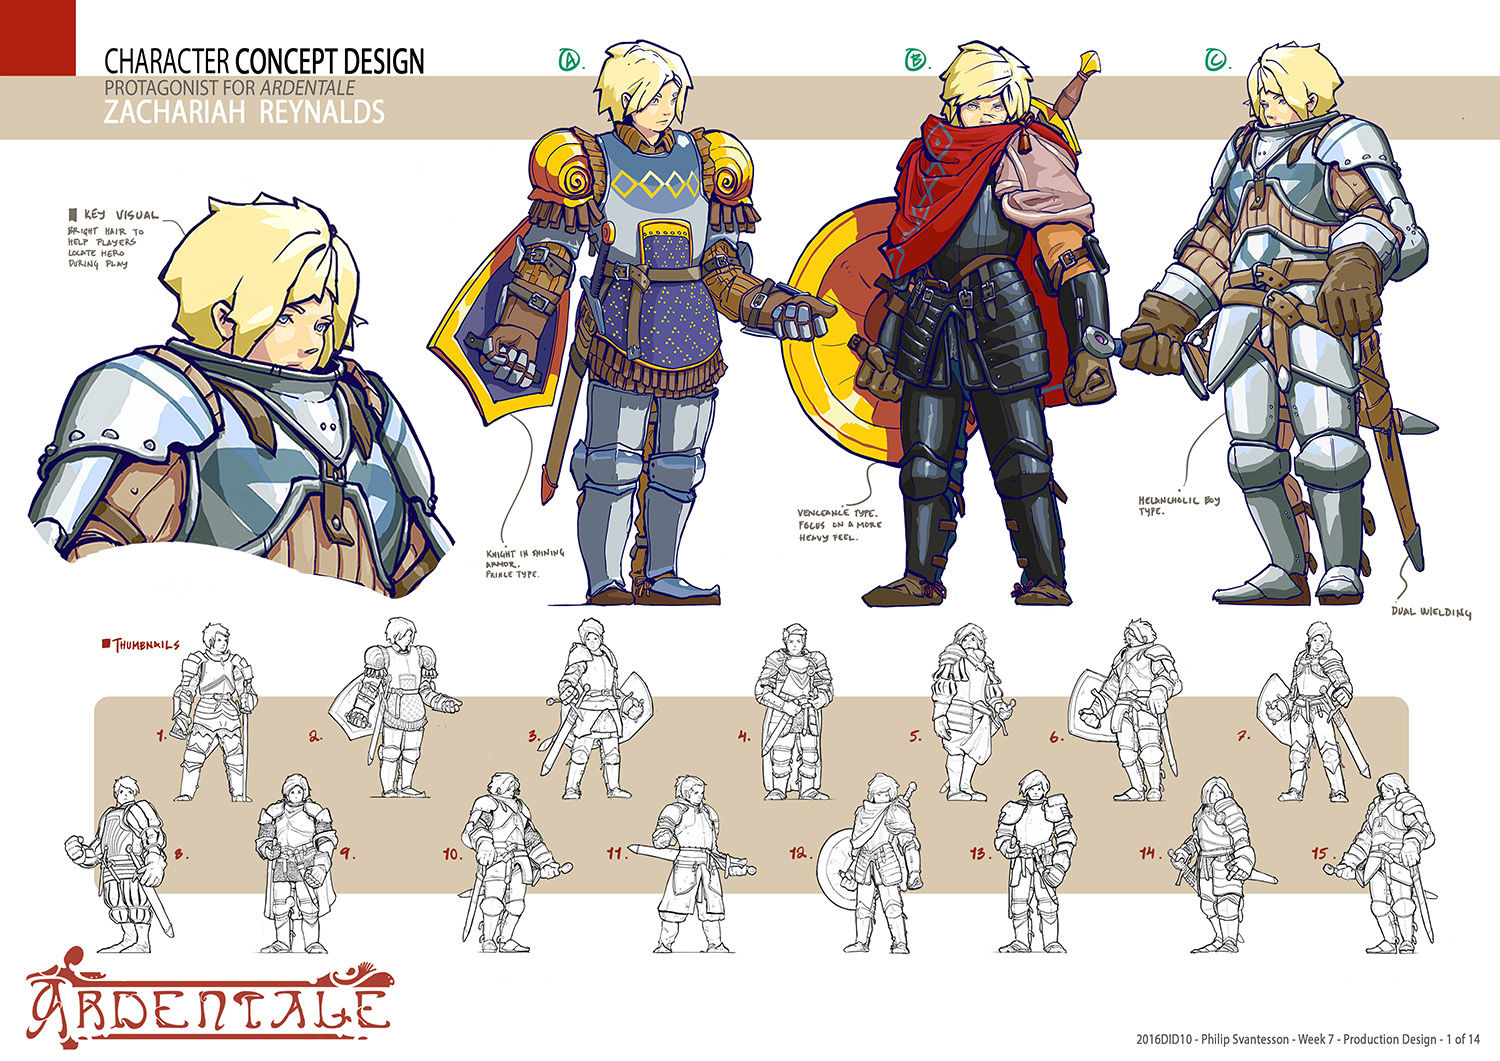 CHARACTER CONCEPT DESIGN
PROTAGONIST FOR ARDENTALE
ZACHARIAH REYNALDS
A.
B.
C.
KEY VISUAL
BRIGHT HAIR TO
HELP PLAYERS
LOCATE HERO
DURING PLAY
KNIGHT IN SHINING
ARMOR.
PRINCE TYPE.
VENGEANCE TYPE.
FOCUS ON A MORE
HEAVY FEEL.
MELANCHOLIC BOY
TYPE.
DUAL WIELDING
THUMBNAILS
1.
2.
3.
4.
5.
6.
7.
8.
9.
10.
11.
12.
13.
14.
15.
ARDENTALE
2016DID10 - Philip Svantesson - Week 7 - Production Design - 1 of 14